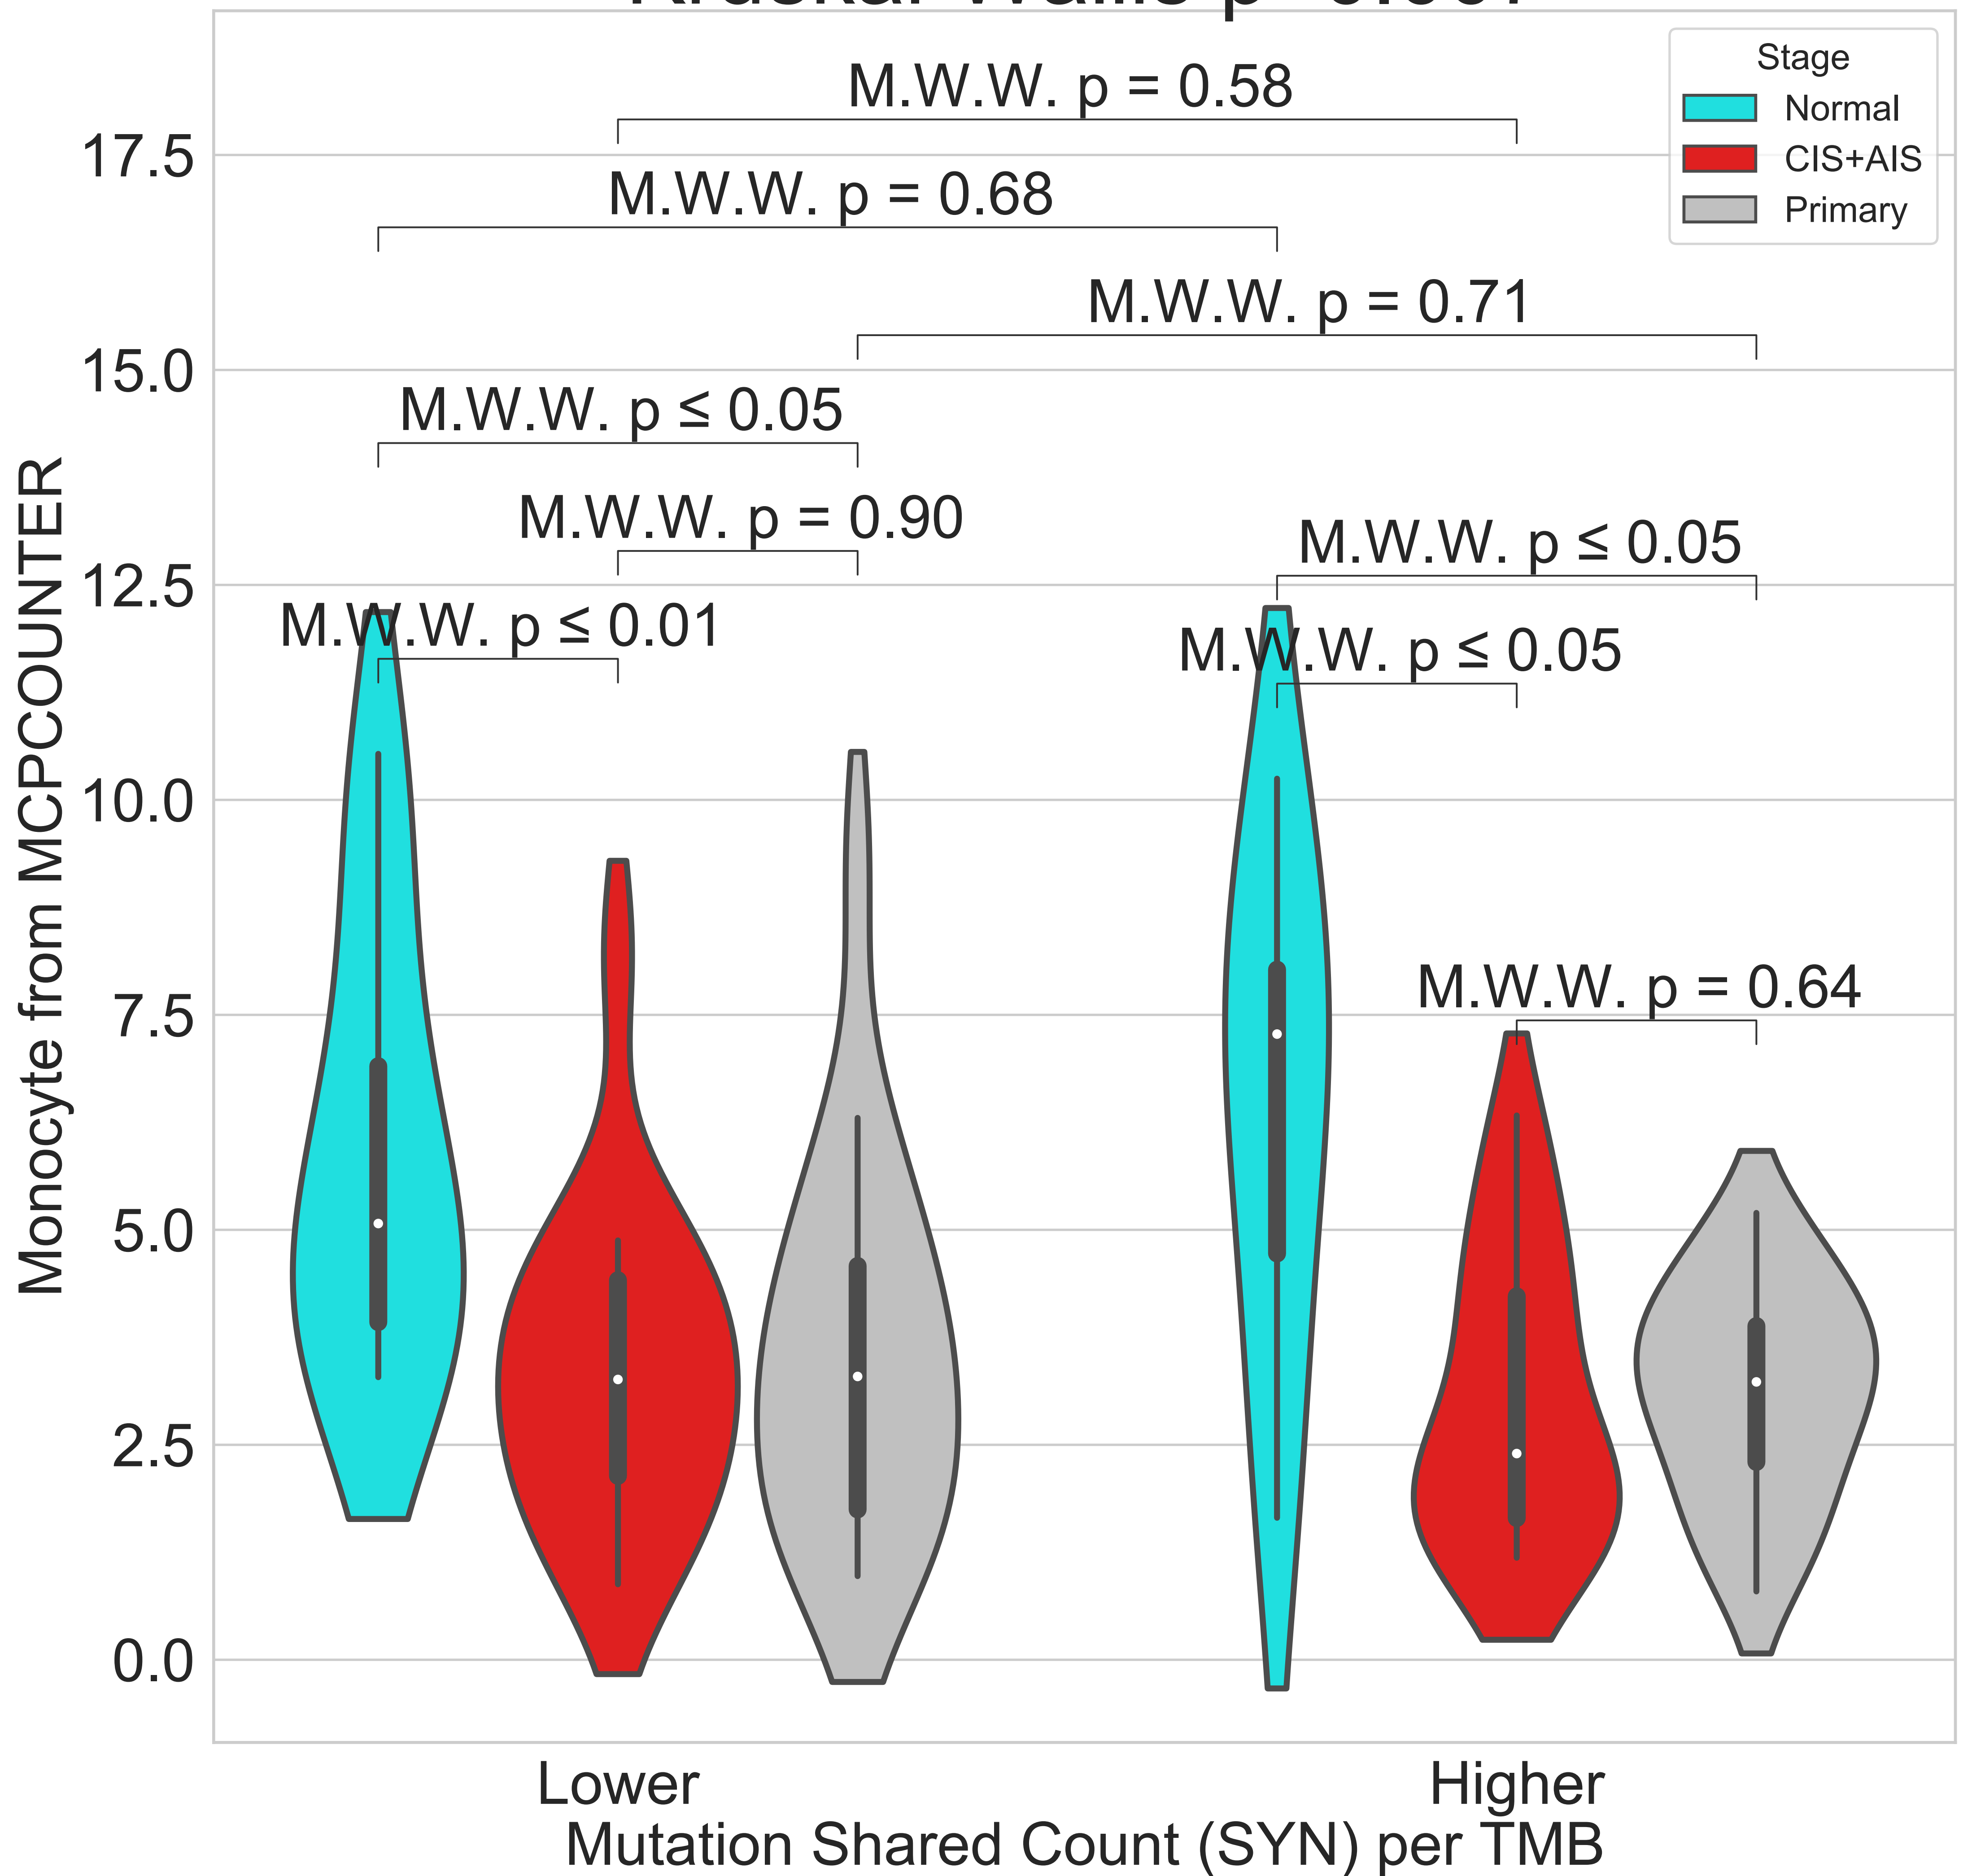 Stage
Normal
CIS+AIS
Primary
M.W.W. p = 0.58
M.W.W. p = 0.68
M.W.W. p = 0.71
M.W.W. p ≤ 0.05
M.W.W. p = 0.90
M.W.W. p ≤ 0.05
M.W.W. p ≤ 0.01
M.W.W. p ≤ 0.05
M.W.W. p = 0.64
17.5
15.0
12.5
10.0
7.5
5.0
2.5
0.0
Monocyte from MCPCOUNTER
Lower
Higher
Mutation Shared Count (SYN) per TMB